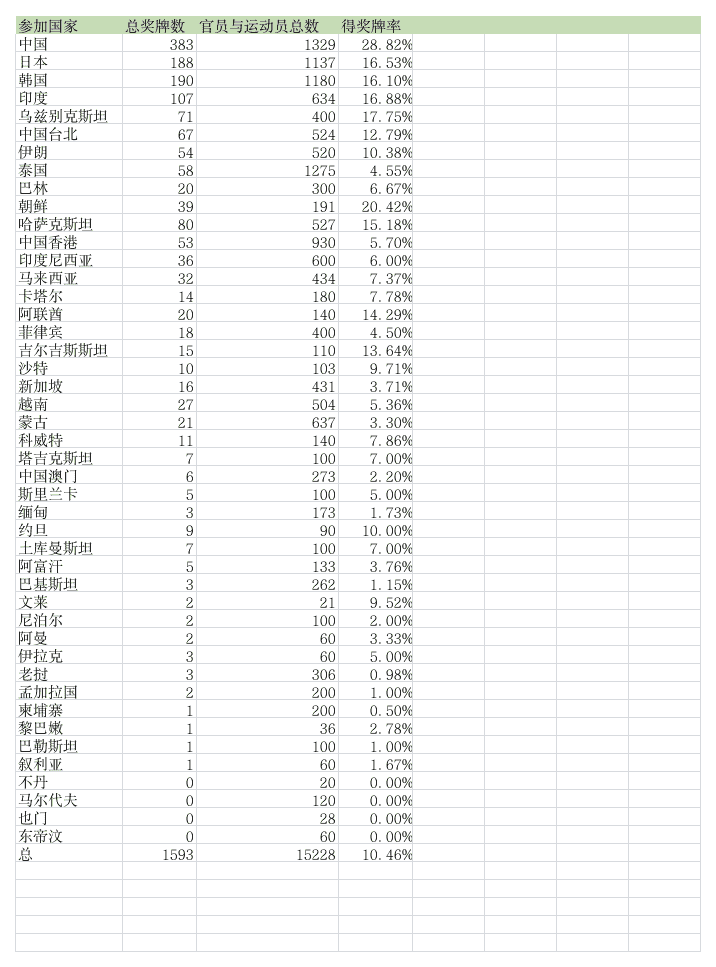 参加国家 总奖牌数 官员与运动员总数 得奖牌率
中国 383 1329 28.82%
日本 188 1137 16.53%
韩国 190 1180 16.10%
印度 107 634 16.88%
乌兹别克斯坦 71 400 17.75%
中国台北 67 524 12.79%
伊朗 54 520 10.38%
泰国 58 1275 4.55%
巴林 20 300 6.67%
朝鲜 39 191 20.42%
哈萨克斯坦 80 527 15.18%
中国香港 53 930 5.70%
印度尼西亚 36 600 6.00%
马来西亚 32 434 7.37%
卡塔尔 14 180 7.78%
阿联酋 20 140 14.29%
菲律宾 18 400 4.50%
吉尔吉斯斯坦 15 110 13.64%
沙特 10 103 9.71%
新加坡 16 431 3.71%
越南 27 504 5.36%
蒙古 21 637 3.30%
科威特 11 140 7.86%
塔吉克斯坦 7 100 7.00%
中国澳门 6 273 2.20%
斯里兰卡 5 100 5.00%
缅甸 3 173 1.73%
约旦 9 90 10.00%
土库曼斯坦 7 100 7.00%
阿富汗 5 133 3.76%
巴基斯坦 3 262 1.15%
文莱 2 21 9.52%
尼泊尔 2 100 2.00%
阿曼 2 60 3.33%
伊拉克 3 60 5.00%
老挝 3 306 0.98%
孟加拉国 2 200 1.00%
柬埔寨 1 200 0.50%
黎巴嫩 1 36 2.78%
巴勒斯坦 1 100 1.00%
叙利亚 1 60 1.67%
不丹 0 20 0.00%
马尔代夫 0 120 0.00%
也门 0 28 0.00%
东帝汶 0 60 0.00%
总 1593 15228 10.46%